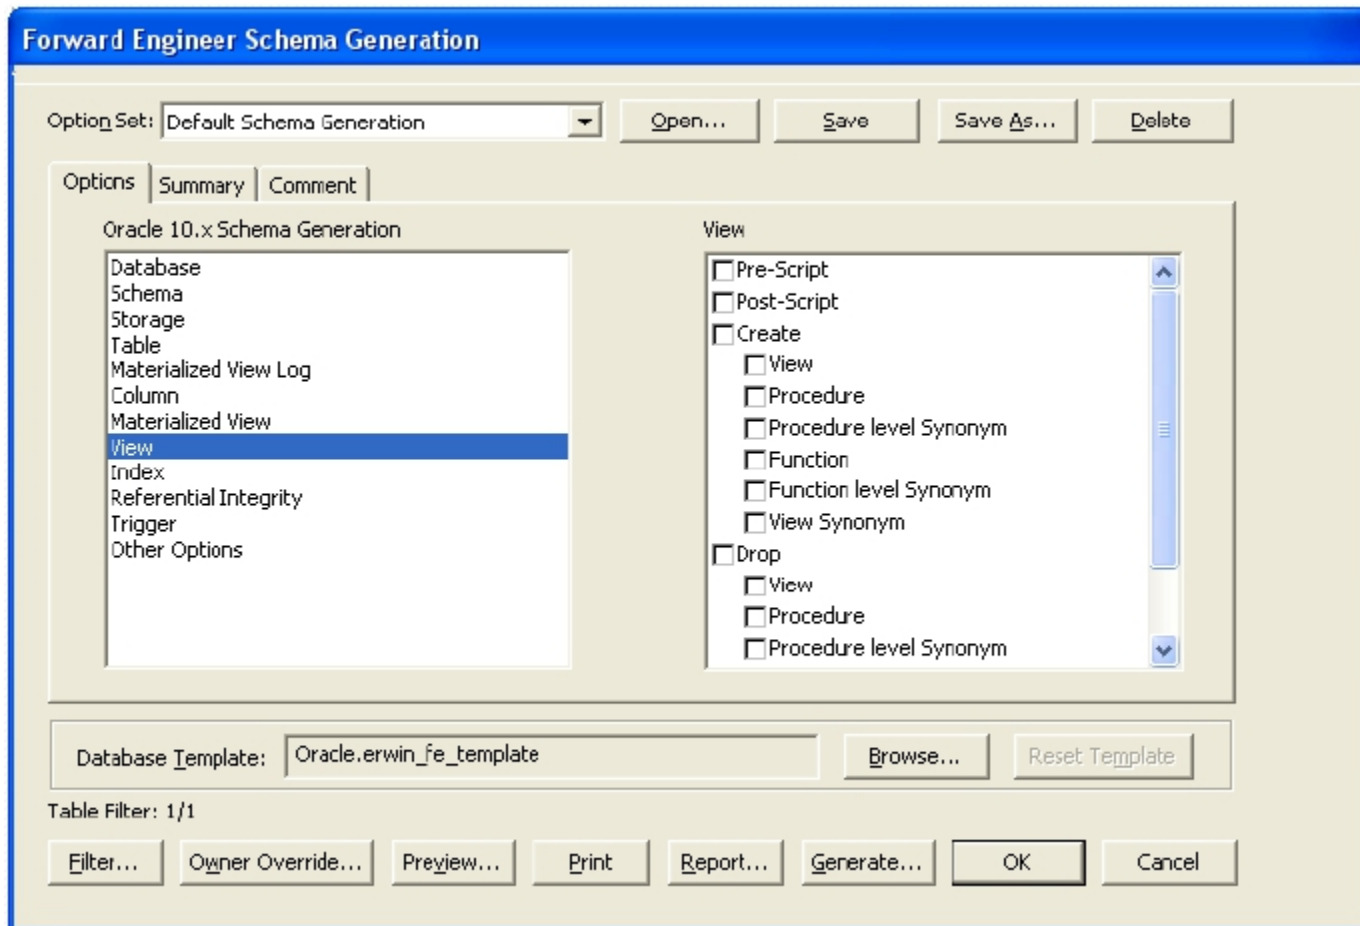 Forward Engineer Schema Generation
Option Set: Default Schema Generation Open... Save Save As... Delete
Options Summary Comment
Oracle 10.x Schema Generation
Database
Schema
Storage
Table
Materialized View Log
Column
Materialized View
View
Index
Referential Integrity
Trigger
Other Options
View
Pre-Script
Post-Script
Create
View
Procedure
Procedure level Synonym
Function
Function level Synonym
View Synonym
Drop
View
Procedure
Procedure level Synonym
Database Template: Oracle.erwin_fe_template Browse... Reset Template
Table Filter: 1/1
Filter... Owner Override... Preview... Print Report... Generate... OK Cancel